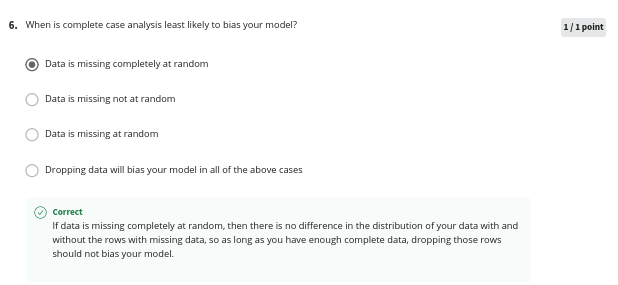 6. When is complete case analysis least likely to bias your model?
1 / 1 point
Data is missing completely at random
Data is missing not at random
Data is missing at random
Dropping data will bias your model in all of the above cases
Correct
If data is missing completely at random, then there is no difference in the distribution of your data with and
without the rows with missing data, so as long as you have enough complete data, dropping those rows
should not bias your model.